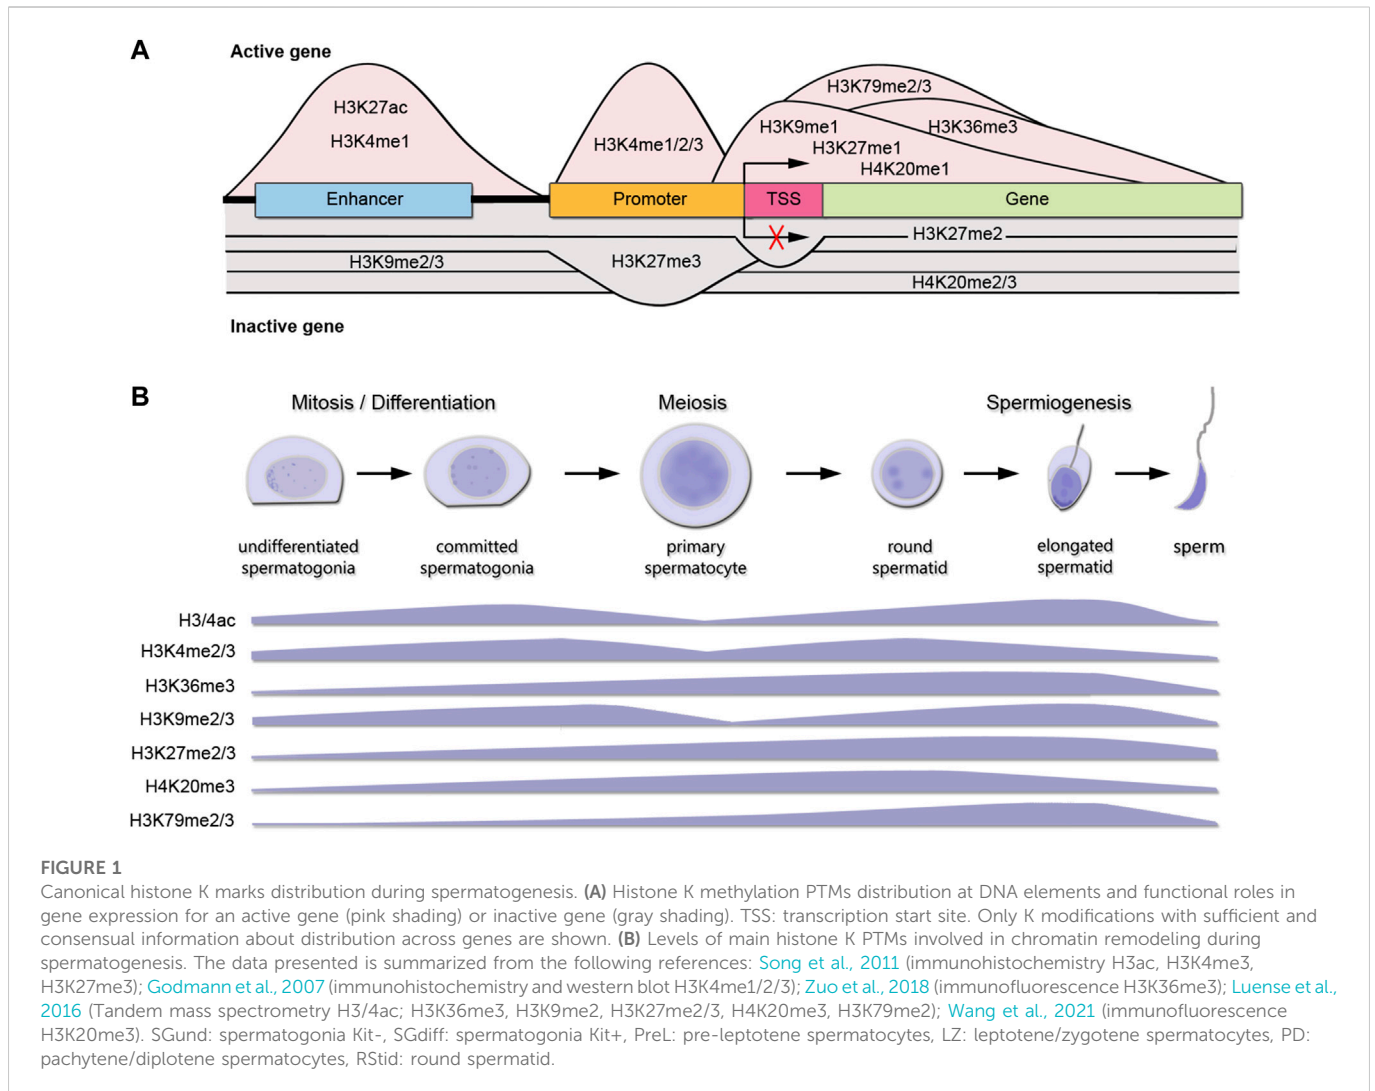 A
Active gene
H3K27ac
H3K4me1
H3K4me1/2/3
H3K79me2/3
H3K9me1
H3K36me3
H3K27me1
H4K20me1
Enhancer
Promoter
TSS
Gene
H3K27me2
H3K9me2/3
H3K27me3
H4K20me2/3
Inactive gene
B
Mitosis / Differentiation
Meiosis
Spermiogenesis
undifferentiated
spermatogonia
committed
spermatogonia
primary
spermatocyte
round
spermatid
elongated
spermatid
sperm
H3/4ac
H3K4me2/3
H3K36me3
H3K9me2/3
H3K27me2/3
H4K20me3
H3K79me2/3
FIGURE 1
Canonical histone K marks distribution during spermatogenesis. (A) Histone K methylation PTMs distribution at DNA elements and functional roles in
gene expression for an active gene (pink shading) or inactive gene (gray shading). TSS: transcription start site. Only K modifications with sufficient and
consensual information about distribution across genes are shown. (B) Levels of main histone K PTMs involved in chromatin remodeling during
spermatogenesis. The data presented is summarized from the following references: Song et al., 2011 (immunohistochemistry H3ac, H3K4me3,
H3K27me3); Godmann et al., 2007 (immunohistochemistry and western blot H3K4me1/2/3); Zuo et al., 2018 (immunofluorescence H3K36me3); Luense et al.,
2016 (Tandem mass spectrometry H3/4ac; H3K36me3, H3K9me2, H3K27me2/3, H4K20me3, H3K79me2); Wang et al., 2021 (immunofluorescence
H3K20me3). SGund: spermatogonia Kit-, SGdiff: spermatogonia Kit+, PreL: pre-leptotene spermatocytes, LZ: leptotene/zygotene spermatocytes, PD:
pachytene/diplotene spermatocytes, RStid: round spermatid.